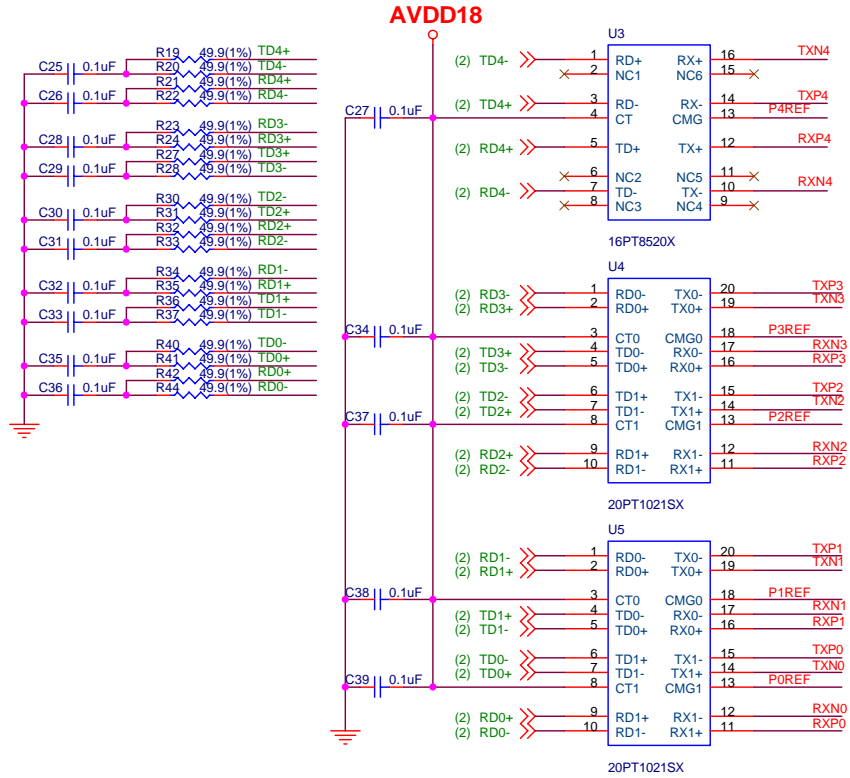 AVDD18
C25 0.1uF
R19 49.9(1%) TD4+
R20 49.9(1%) TD4-
R21 49.9(1%) RD4+
C26 0.1uF
R22 49.9(1%) RD4-
R23 49.9(1%) RD3-
C28 0.1uF
R24 49.9(1%) RD3+
R27 49.9(1%) TD3+
C29 0.1uF
R28 49.9(1%) TD3-
R30 49.9(1%) TD2-
C30 0.1uF
R31 49.9(1%) TD2+
R32 49.9(1%) RD2+
C31 0.1uF
R33 49.9(1%) RD2-
R34 49.9(1%) RD1-
C32 0.1uF
R35 49.9(1%) RD1+
R36 49.9(1%) TD1+
C33 0.1uF
R37 49.9(1%) TD1-
R40 49.9(1%) TD0-
C35 0.1uF
R41 49.9(1%) TD0+
R42 49.9(1%) RD0+
C36 0.1uF
R44 49.9(1%) RD0-
C27 0.1uF
C34 0.1uF
C37 0.1uF
C38 0.1uF
C39 0.1uF
U3
(2) TD4- 1 RD+ RX+ 16 TXN4
2 NC1 NC6 15
(2) TD4+ 3 RD- RX- 14 TXP4
4 CT CMG 13 P4REF
(2) RD4+ 5 TD+ TX+ 12 RXP4
6 NC2 NC5 11
(2) RD4- 7 TD- TX- 10 RXN4
8 NC3 NC4 9
16PT8520X
U4
(2) RD3- 1 RD0- TX0- 20 TXP3
(2) RD3+ 2 RD0+ TX0+ 19 TXN3
3 CT0 CMG0 18 P3REF
(2) TD3+ 4 TD0- RX0- 17 RXN3
(2) TD3- 5 TD0+ RX0+ 16 RXP3
(2) TD2- 6 TD1+ TX1- 15 TXP2
(2) TD2+ 7 TD1- TX1+ 14 TXN2
8 CT1 CMG1 13 P2REF
(2) RD2+ 9 RD1+ RX1- 12 RXN2
(2) RD2- 10 RD1- RX1+ 11 RXP2
20PT1021SX
U5
(2) RD1- 1 RD0- TX0- 20 TXP1
(2) RD1+ 2 RD0+ TX0+ 19 TXN1
3 CT0 CMG0 18 P1REF
(2) TD1+ 4 TD0- RX0- 17 RXN1
(2) TD1- 5 TD0+ RX0+ 16 RXP1
(2) TD0- 6 TD1+ TX1- 15 TXP0
(2) TD0+ 7 TD1- TX1+ 14 TXN0
8 CT1 CMG1 13 P0REF
(2) RD0+ 9 RD1+ RX1- 12 RXN0
(2) RD0- 10 RD1- RX1+ 11 RXP0
20PT1021SX